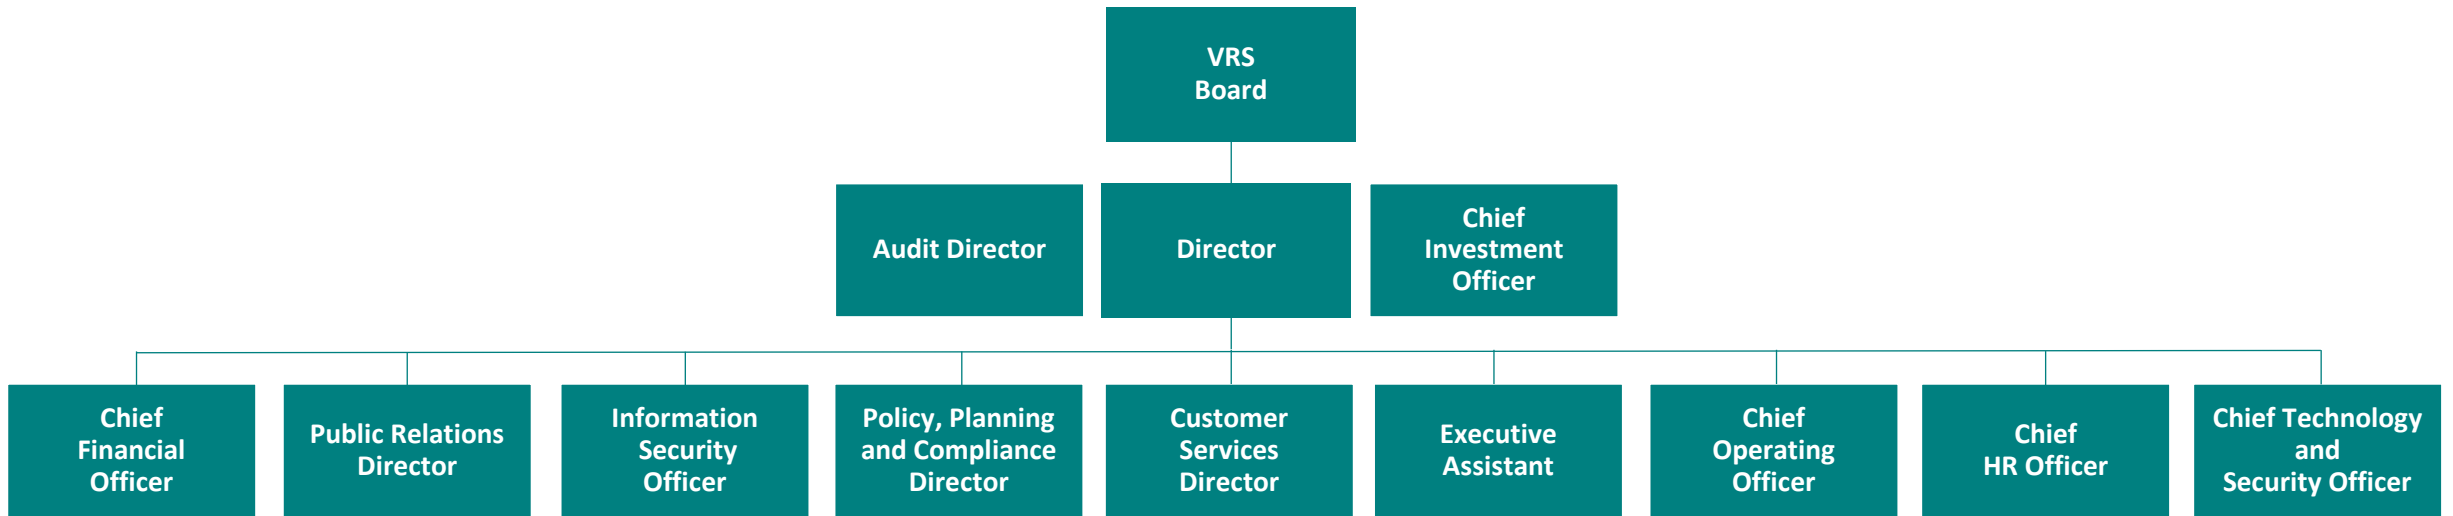 VRS
Board
Audit Director
Director
Chief
Investment
Officer
Chief
Financial
Officer
Public Relations
Director
Information
Security
Officer
Policy, Planning
and Compliance
Director
Customer
Services
Director
Executive
Assistant
Chief
Operating
Officer
Chief
HR Officer
Chief Technology
and
Security Officer